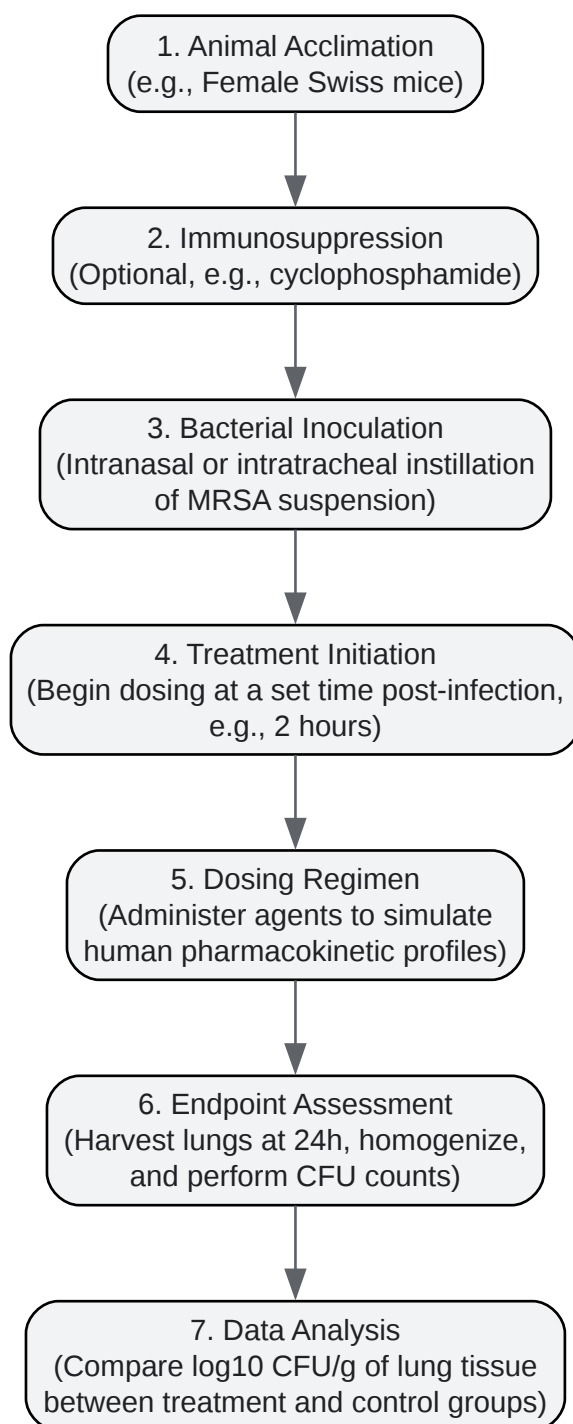 1. Animal Acclimation
(e.g., Female Swiss mice)
2. Immunosuppression
(Optional, e.g., cyclophosphamide)
3. Bacterial Inoculation
(Intranasal or intratracheal instillation
of MRSA suspension)
4. Treatment Initiation
(Begin dosing at a set time post-infection,
e.g., 2 hours)
5. Dosing Regimen
(Administer agents to simulate
human pharmacokinetic profiles)
6. Endpoint Assessment
(Harvest lungs at 24h, homogenize,
and perform CFU counts)
7. Data Analysis
(Compare log10 CFU/g of lung tissue
between treatment and control groups)